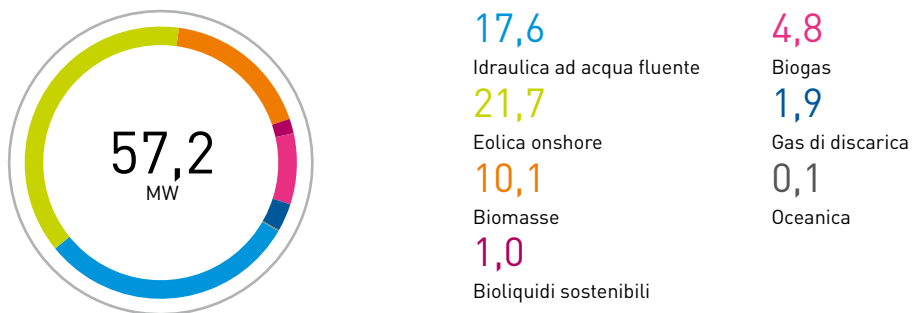 57,2
MW
17,6
Idraulica ad acqua fluente
21,7
Eolica onshore
10,1
Biomasse
1,0
Bioliquidi sostenibili
4,8
Biogas
1,9
Gas di discarica
0,1
Oceanica